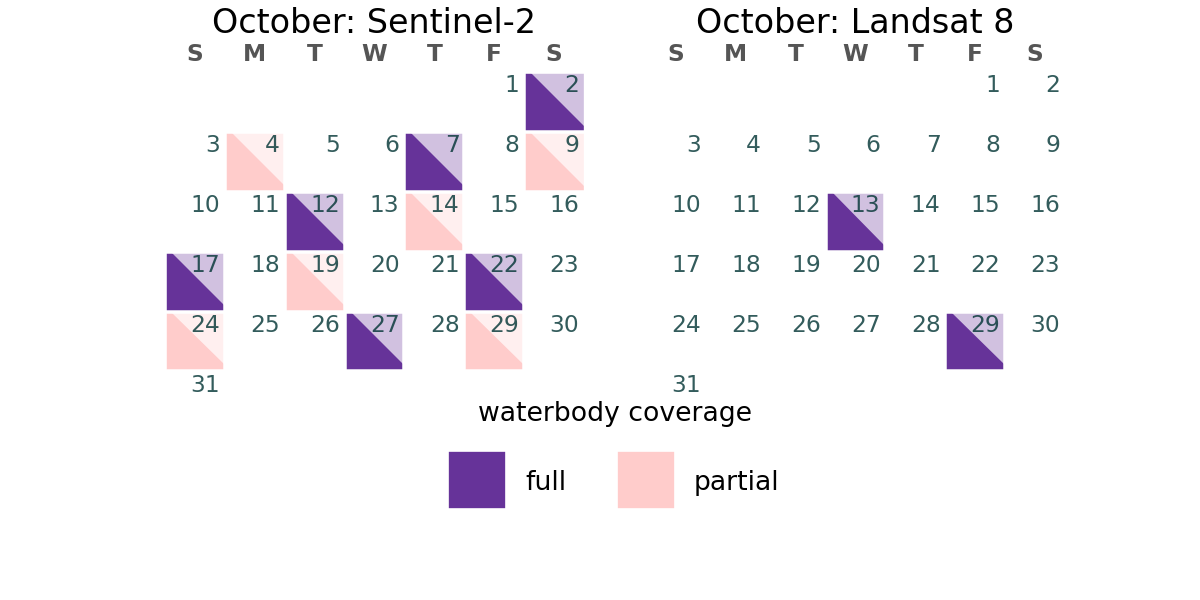 October: Sentinel-2
S M T W T F S
1 2
3 4 5 6 7 8 9
10 11 12 13 14 15 16
17 18 19 20 21 22 23
24 25 26 27 28 29 30
31
October: Landsat 8
S M T W T F S
1 2
3 4 5 6 7 8 9
10 11 12 13 14 15 16
17 18 19 20 21 22 23
24 25 26 27 28 29 30
31
waterbody coverage
full
partial